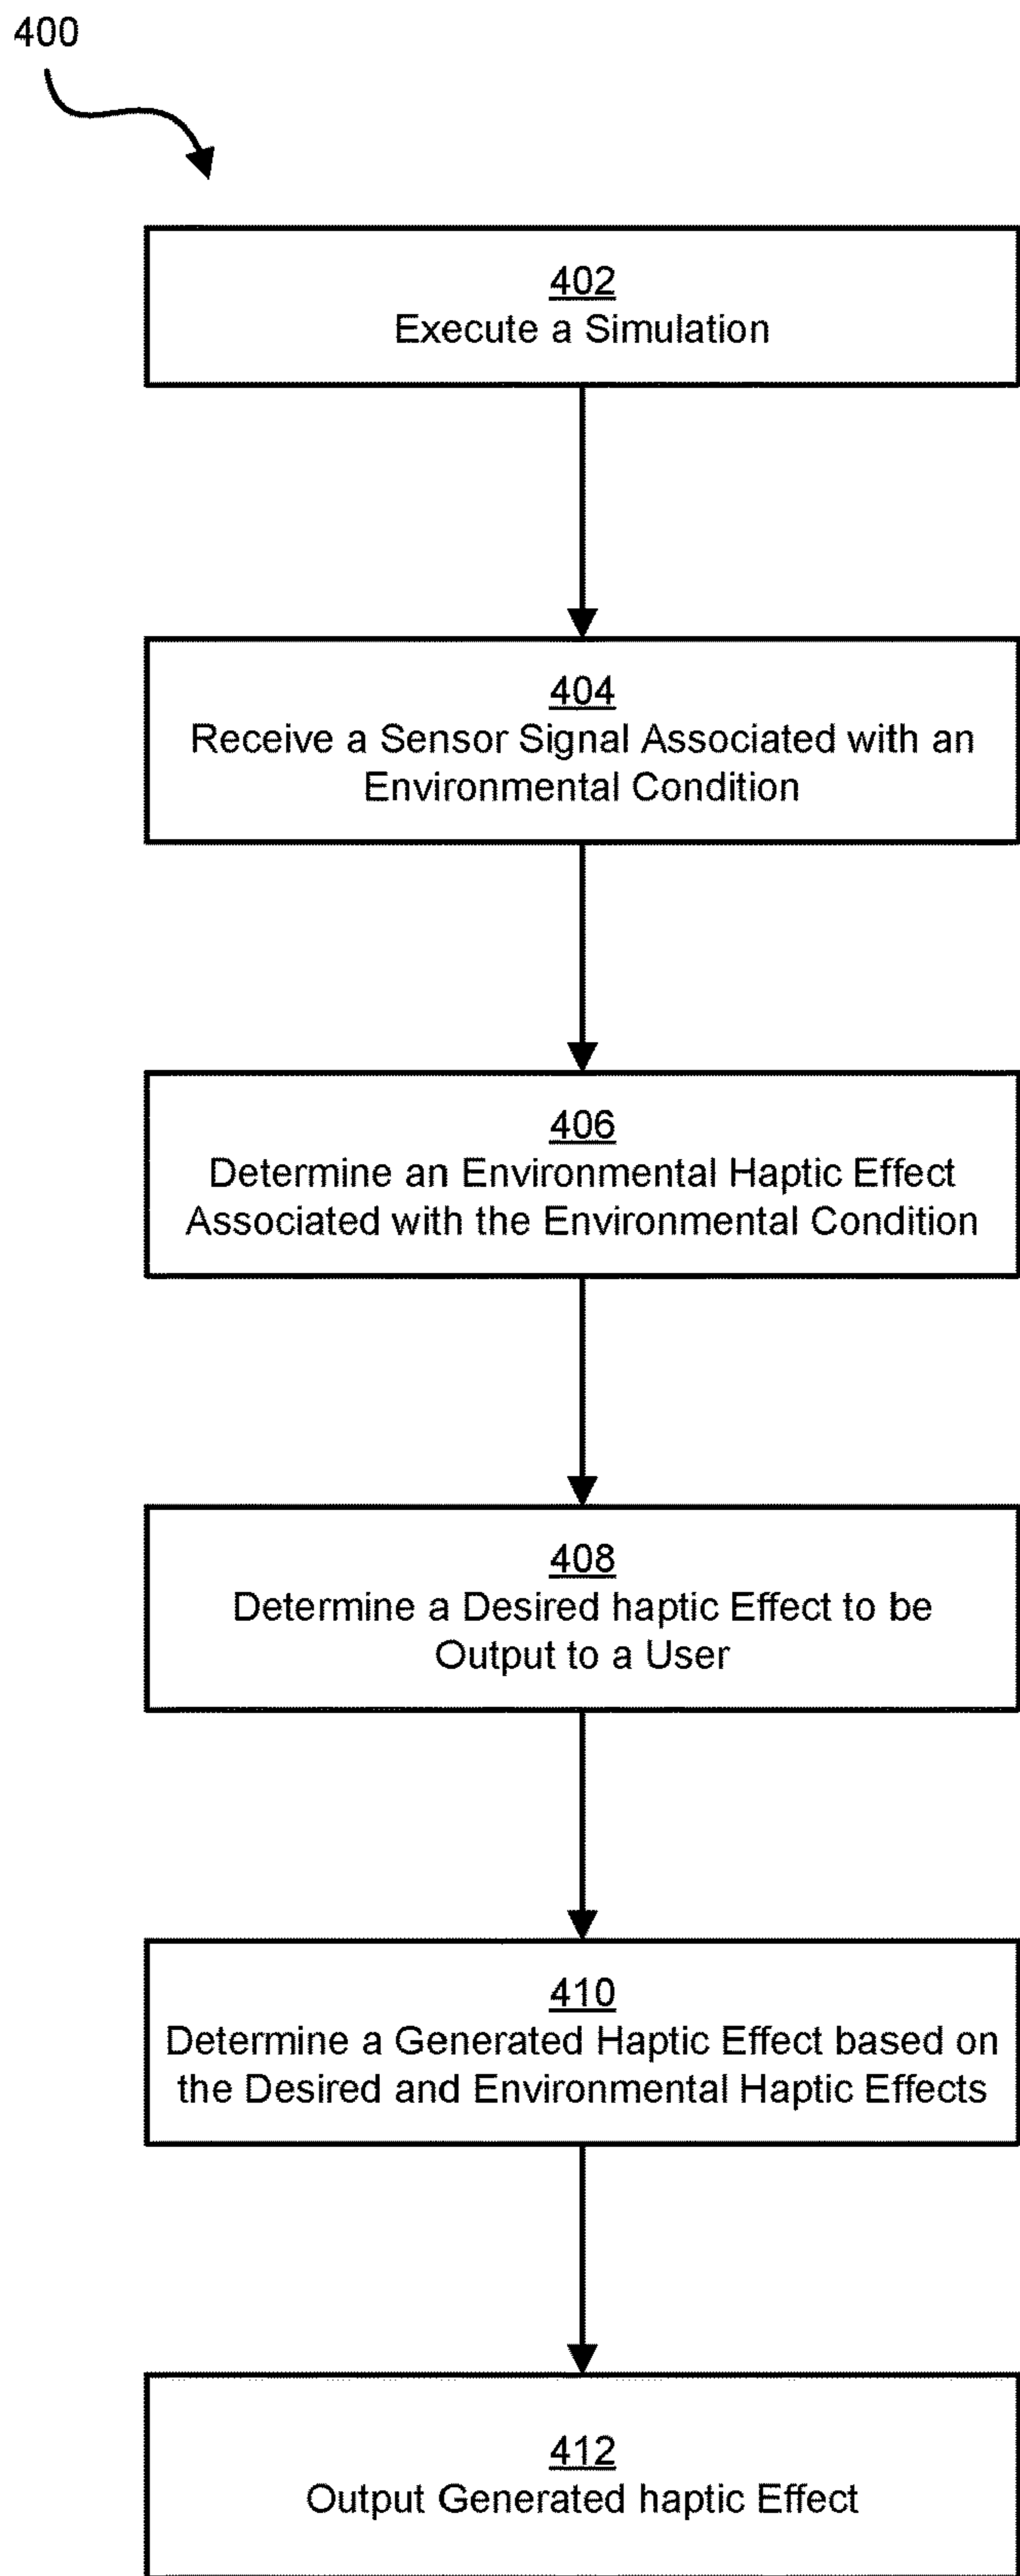 400
402
Execute a Simulation
404
Receive a Sensor Signal Associated with an
Environmental Condition
406
Determine an Environmental Haptic Effect
Associated with the Environmental Condition
408
Determine a Desired haptic Effect to be
Output to a User
410
Determine a Generated Haptic Effect based on
the Desired and Environmental Haptic Effects
412
Output Generated haptic Effect